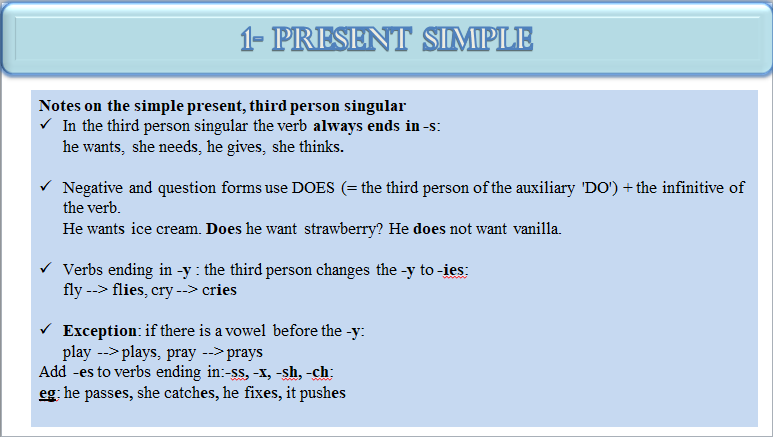 1- PRESENT SIMPLE
Notes on the simple present, third person singular
✓ In the third person singular the verb always ends in -s:
he wants, she needs, he gives, she thinks.
✓ Negative and question forms use DOES (= the third person of the auxiliary 'DO') + the infinitive of
the verb.
He wants ice cream. Does he want strawberry? He does not want vanilla.
✓ Verbs ending in -y : the third person changes the -y to -ies:
fly --> flies, cry --> cries
✓ Exception: if there is a vowel before the -y:
play --> plays, pray --> prays
Add -es to verbs ending in:-ss, -x, -sh, -ch:
eg: he passes, she catches, he fixes, it pushes